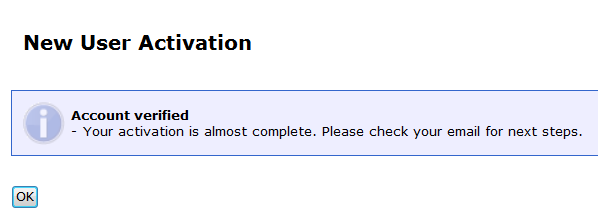 New User Activation
Account verified
- Your activation is almost complete. Please check your email for next steps.
OK